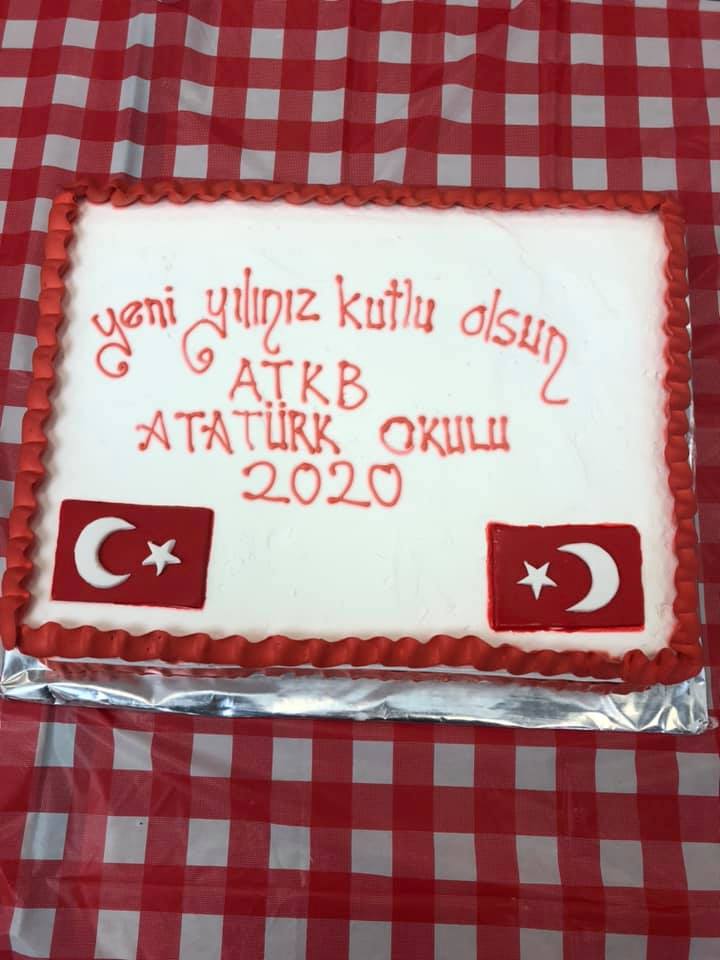 yeni yılınız kutlu olsun
ATKB
ATATÜRK OKULU
2020